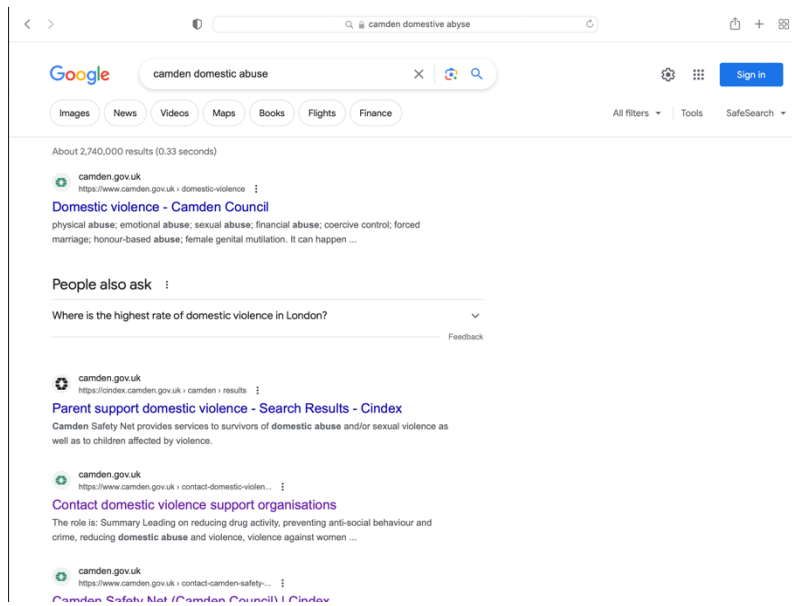 camden domestive abyse
Google
camden domestic abuse
Sign in
Images News Videos Maps Books Flights Finance
All filters Tools SafeSearch
About 2,740,000 results (0.33 seconds)
camden.gov.uk
https://www.camden.gov.uk › domestic-violence
Domestic violence - Camden Council
physical abuse; emotional abuse; sexual abuse; financial abuse; coercive control; forced
marriage; honour-based abuse; female genital mutilation. It can happen ...
People also ask
Where is the highest rate of domestic violence in London?
Feedback
camden.gov.uk
https://cindex.camden.gov.uk › camden › results
Parent support domestic violence - Search Results - Cindex
Camden Safety Net provides services to survivors of domestic abuse and/or sexual violence as
well as to children affected by violence.
camden.gov.uk
https://www.camden.gov.uk › contact-domestic-violen...
Contact domestic violence support organisations
The role is: Summary Leading on reducing drug activity, preventing anti-social behaviour and
crime, reducing domestic abuse and violence, violence against women ...
camden.gov.uk
https://www.camden.gov.uk › contact-camden-safety-...
Camden Safety Net (Camden Council) | Cindex